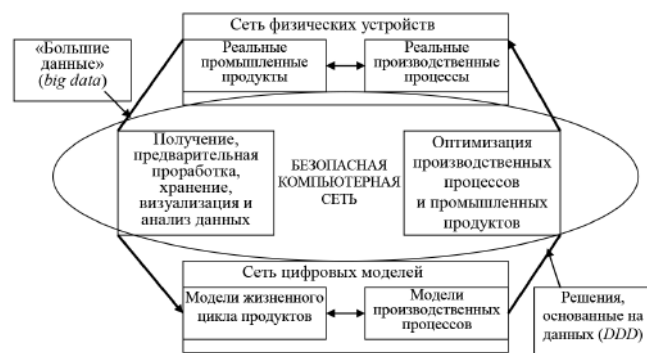 Сеть физических устройств
«Большие
данные»
(big data)
Реальные
промышленные
продукты
Реальные
производственные
процессы
Получение,
предварительная
проработка,
хранение,
визуализация и
анализ данных
БЕЗОПАСНАЯ
КОМПЬЮТЕРНАЯ
СЕТЬ
Оптимизация
производственных
процессов
и промышленных
продуктов
Сеть цифровых моделей
Модели жизненного
цикла продуктов
Модели
производственных
процессов
Решения,
основанные на
данных (DDD)